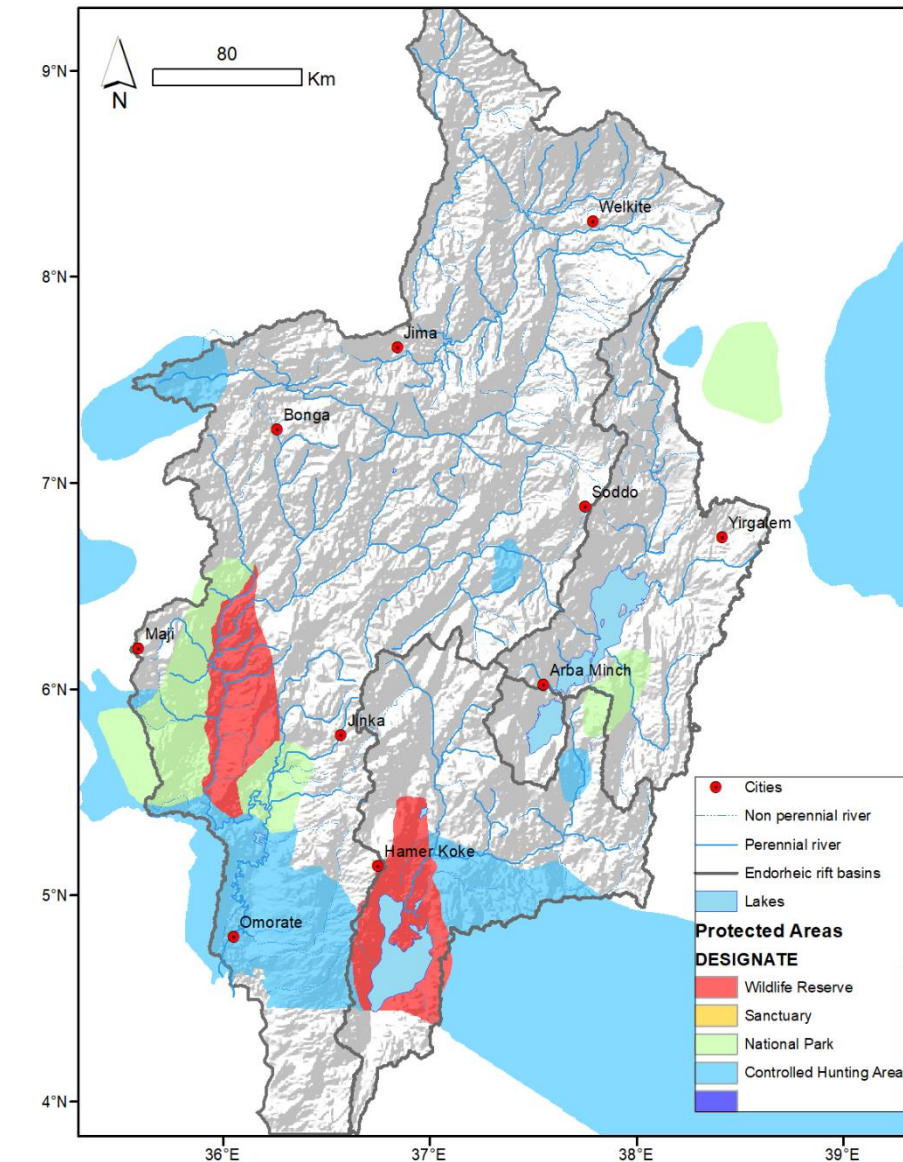 80
Km
N
9°N
8°N
7°N
6°N
5°N
4°N
Welkite
Jima
Bonga
Soddo
Yirgalem
Maji
Arba Minch
Jinka
Hamer Koke
Omorate
Cities
Non perennial river
Perennial river
Endorheic rift basins
Lakes
Protected Areas
DESIGNATE
Wildlife Reserve
Sanctuary
National Park
Controlled Hunting Area
36°E
37°E
38°E
39°E